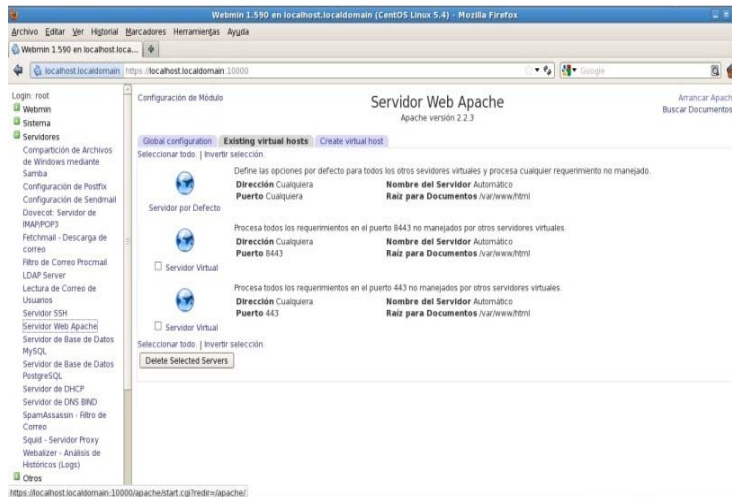 Webmin 1.590 en localhost.localdomain (CentOS Linux 5.4) - Mozilla Firefox
Archivo Editar Ver Historial Marcadores Herramientas Ayuda
Webmin 1.590 en localhost.loca...
localhost.localdomain https://localhost.localdomain:10000
Google
Login: root
Webmin
Sistema
Servidores
Compartición de Archivos
de Windows mediante
Samba
Configuración de Postfix
Configuración de Sendmail
Dovecot: Servidor de
IMAP/POP3
Fetchmail - Descarga de
correo
Filtro de Correo Procmail
LDAP Server
Lectura de Correo de
Usuarios
Servidor SSH
Servidor Web Apache
Servidor de Base de Datos
MySQL
Servidor de Base de Datos
PostgreSQL
Servidor de DHCP
Servidor de DNS BIND
SpamAssassin - Filtro de
Correo
Squid - Servidor Proxy
Webalizer - Análisis de
Históricos (Logs)
Otros
Configuración de Módulo
Servidor Web Apache
Apache versión 2.2.3
Arrancar Apach
Buscar Documentos
Global configuration Existing virtual hosts Create virtual host
Seleccionar todo. | Invertir selección.
Define las opciones por defecto para todos los otros sevidores virtuales y procesa cualquier requerimiento no manejado.
Dirección Cualquiera Nombre del Servidor Automático
Puerto Cualquiera Raíz para Documentos /var/www/html
Servidor por Defecto
Procesa todos los requerimientos en el puerto 8443 no manejados por otros servidores virtuales.
Dirección Cualquiera Nombre del Servidor Automático
Puerto 8443 Raíz para Documentos /var/www/html
Servidor Virtual
Procesa todos los requerimientos en el puerto 443 no manejados por otros servidores virtuales.
Dirección Cualquiera Nombre del Servidor Automático
Puerto 443 Raíz para Documentos /var/www/html
Servidor Virtual
Seleccionar todo. | Invertir selección.
Delete Selected Servers
https://localhost.localdomain:10000/apache/start.cgi?redir=/apache/